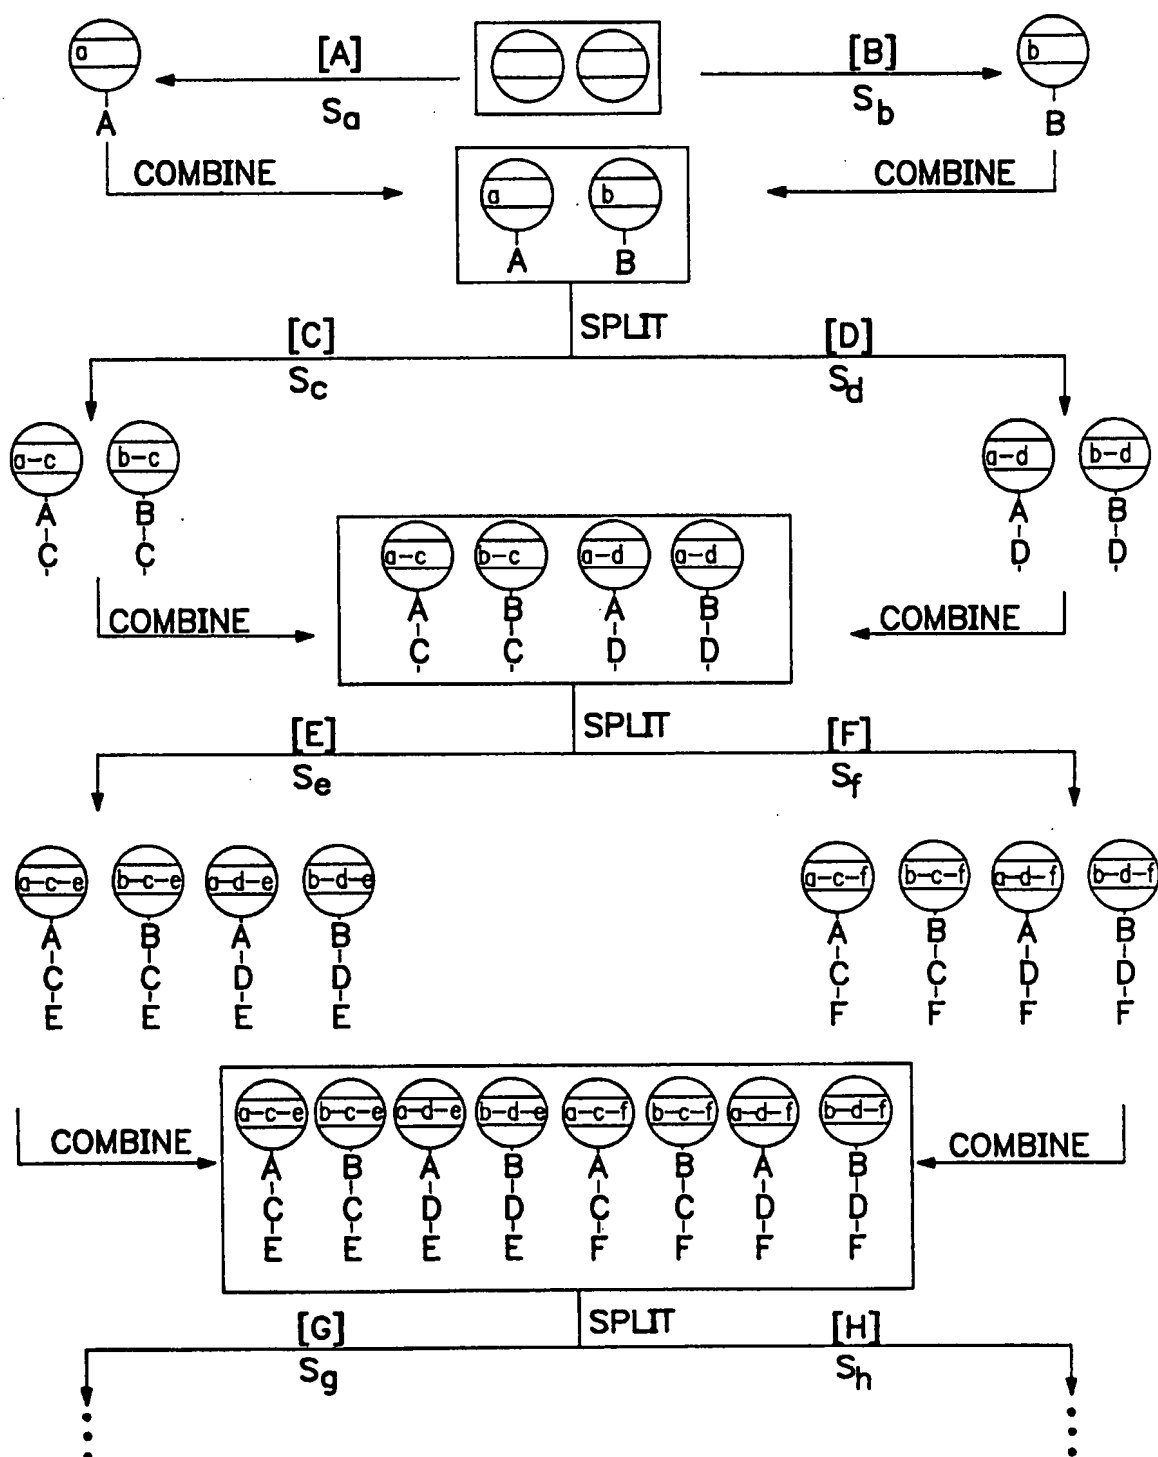 a [A] [B] b
Sa Sb
A B
COMBINE COMBINE
a b
A B
SPLIT
[C] [D]
Sc Sd
a-c b-c a-d b-d
A B A B
C C D D
a-c b-c a-d a-d
A B A B
C C D D
COMBINE COMBINE
SPLIT
[E] [F]
Se Sf
a-c-e b-c-e a-d-e b-d-e a-c-f b-c-f a-d-f b-d-f
A B A B A B A B
C C D D C C D D
E E E E F F F F
a-c-e b-c-e a-d-e b-d-e a-c-f b-c-f a-d-f b-d-f
COMBINE COMBINE
A B A B A B A B
C C D D C C D D
E E E E F F F F
SPLIT
[G] [H]
Sg Sh